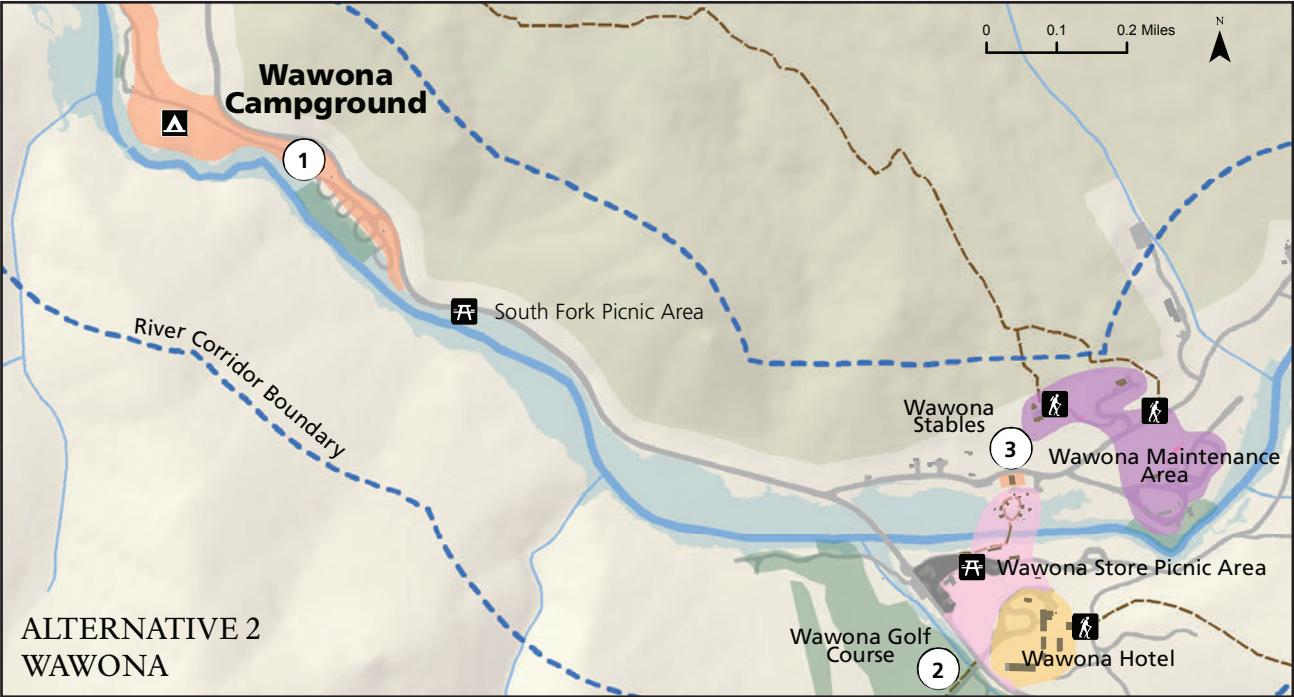 N
0 0.1 0.2 Miles
Wawona
Campground
1
South Fork Picnic Area
River Corridor Boundary
Wawona
Stables
3
Wawona Maintenance
Area
Wawona Store Picnic Area
Wawona Golf
Course
2
Wawona Hotel
ALTERNATIVE 2
WAWONA